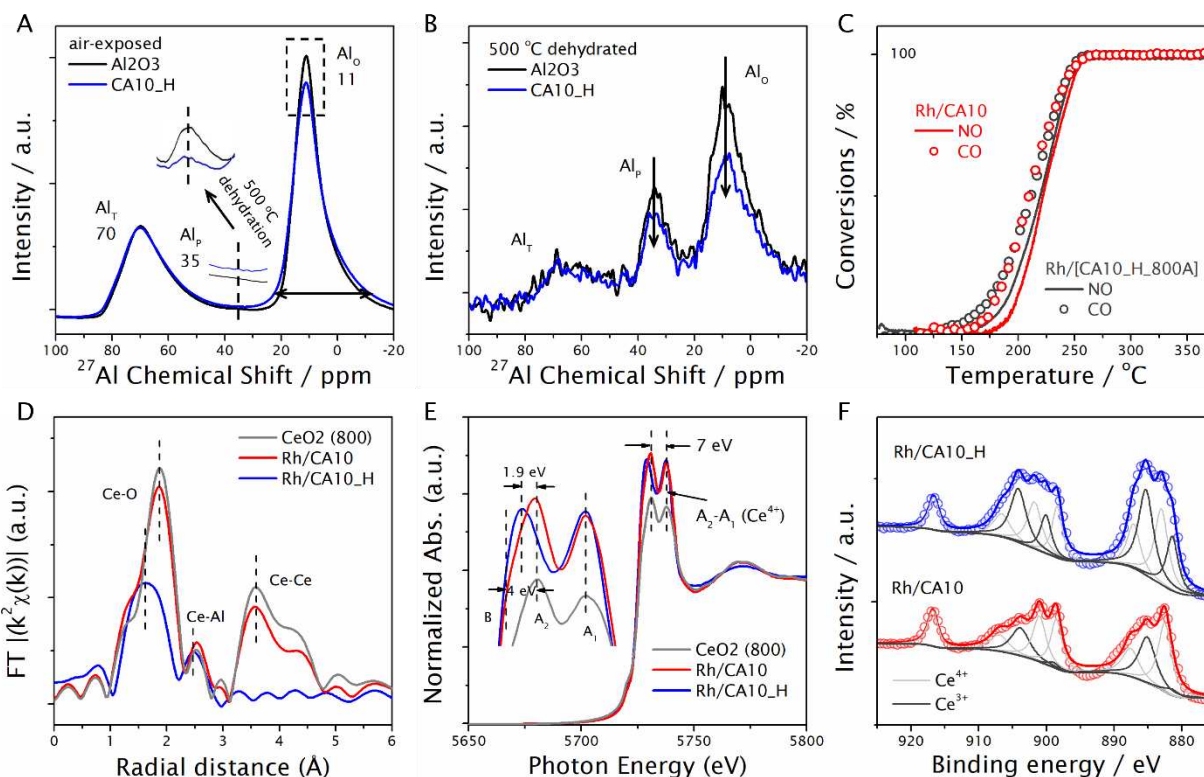 A
air-exposed
Al2O3
CA10_H
Al_O
11
500 °C
dehydration
Al_T
70
Al_P
35
Intensity / a.u.
100 80 60 40 20 0 -20
²⁷Al Chemical Shift / ppm
B
500 °C dehydrated
Al2O3
CA10_H
Al_O
Al_P
Al_T
Intensity / a.u.
100 80 60 40 20 0 -20
²⁷Al Chemical Shift / ppm
C
100
Rh/CA10
NO
CO
Rh/[CA10_H_800A]
NO
CO
Conversions / %
100 150 200 250 300 350
Temperature / °C
D
CeO2 (800)
Rh/CA10
Rh/CA10_H
Ce-O
Ce-Ce
Ce-Al
FT |(k²χ(k))| (a.u.)
0 1 2 3 4 5 6
Radial distance (Å)
E
7 eV
1.9 eV
A₂-A₁ (Ce⁴⁺)
4 eV
B
A₂
A₁
CeO2 (800)
Rh/CA10
Rh/CA10_H
Normalized Abs. (a.u.)
5650 5700 5750 5800
Photon Energy (eV)
F
Rh/CA10_H
Rh/CA10
Ce⁴⁺
Ce³⁺
Intensity / a.u.
920 900 880
Binding energy / eV